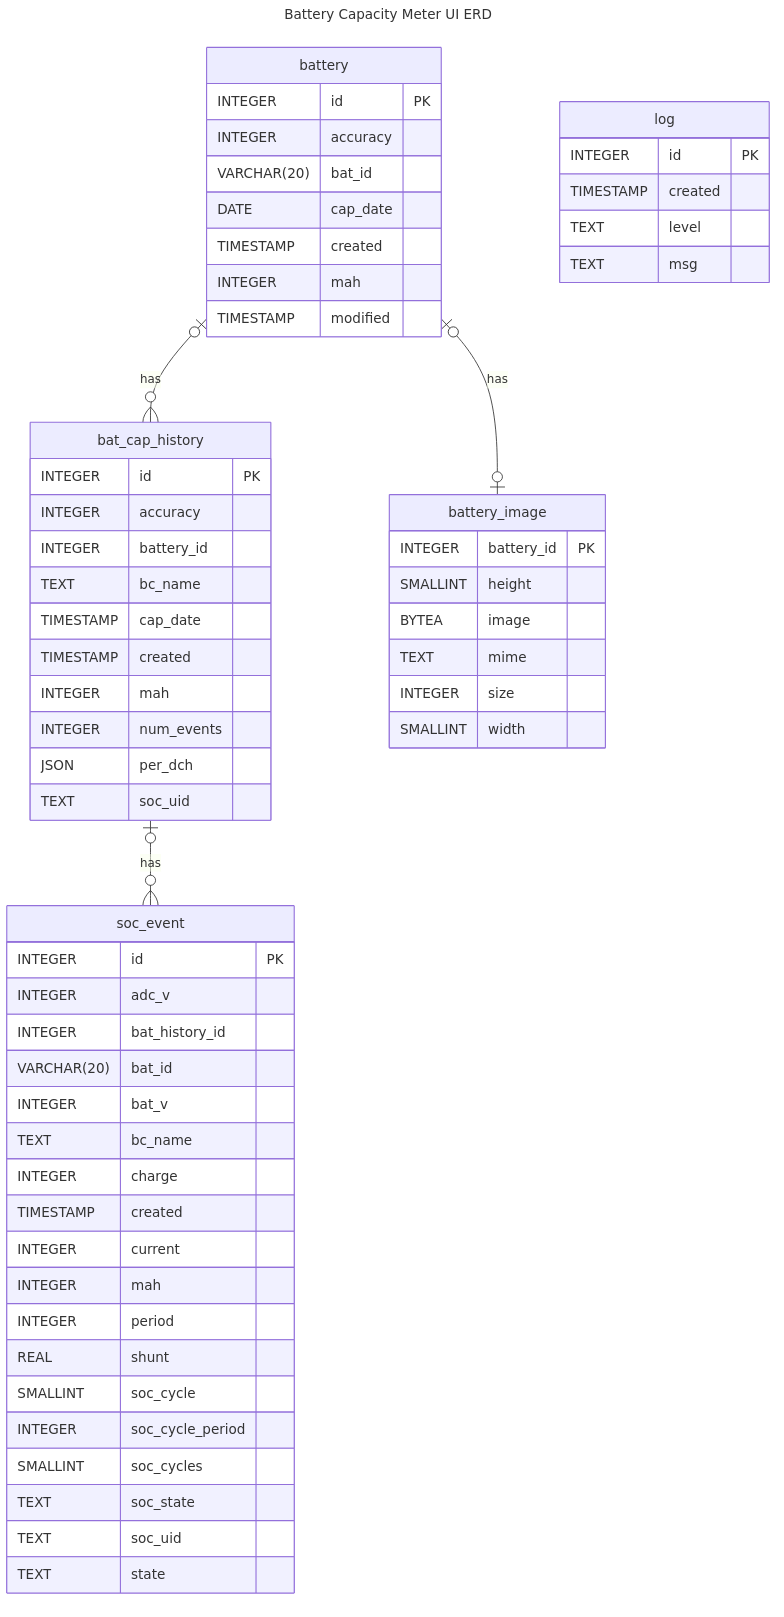 Battery Capacity Meter UI ERD
battery
INTEGER id PK
INTEGER accuracy
VARCHAR(20) bat_id
DATE cap_date
TIMESTAMP created
INTEGER mah
TIMESTAMP modified
log
INTEGER id PK
TIMESTAMP created
TEXT level
TEXT msg
has
has
bat_cap_history
INTEGER id PK
INTEGER accuracy
INTEGER battery_id
TEXT bc_name
TIMESTAMP cap_date
TIMESTAMP created
INTEGER mah
INTEGER num_events
JSON per_dch
TEXT soc_uid
battery_image
INTEGER battery_id PK
SMALLINT height
BYTEA image
TEXT mime
INTEGER size
SMALLINT width
has
soc_event
INTEGER id PK
INTEGER adc_v
INTEGER bat_history_id
VARCHAR(20) bat_id
INTEGER bat_v
TEXT bc_name
INTEGER charge
TIMESTAMP created
INTEGER current
INTEGER mah
INTEGER period
REAL shunt
SMALLINT soc_cycle
INTEGER soc_cycle_period
SMALLINT soc_cycles
TEXT soc_state
TEXT soc_uid
TEXT state